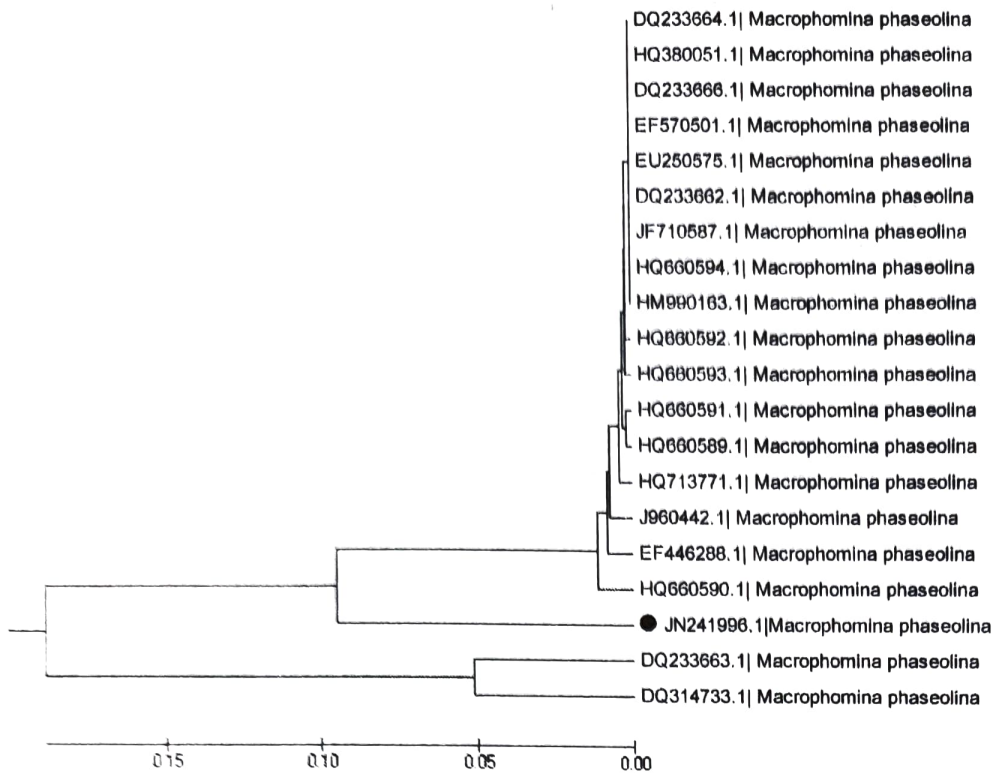 DQ233664.1| Macrophomina phaseolina
HQ380051.1| Macrophomina phaseolina
DQ233666.1| Macrophomina phaseolina
EF570501.1| Macrophomina phaseolina
EU250575.1| Macrophomina phaseolina
DQ233662.1| Macrophomina phaseolina
JF710587.1| Macrophomina phaseolina
HQ660594.1| Macrophomina phaseolina
HM990163.1| Macrophomina phaseolina
HQ660592.1| Macrophomina phaseolina
HQ660593.1| Macrophomina phaseolina
HQ660591.1| Macrophomina phaseolina
HQ660589.1| Macrophomina phaseolina
HQ713771.1| Macrophomina phaseolina
J960442.1| Macrophomina phaseolina
EF446288.1| Macrophomina phaseolina
HQ660590.1| Macrophomina phaseolina
JN241996.1|Macrophomina phaseolina
DQ233663.1| Macrophomina phaseolina
DQ314733.1| Macrophomina phaseolina
0.15 0.10 0.05 0.00